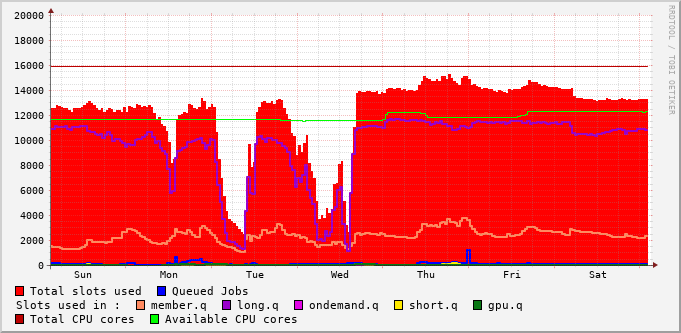 RRDTOOL / TOBI OETIKER
20000
18000
16000
14000
12000
10000
8000
6000
4000
2000
0
Sun Mon Tue Wed Thu Fri Sat
Total slots used Queued Jobs
Slots used in : member.q long.q ondemand.q short.q gpu.q
Total CPU cores Available CPU cores